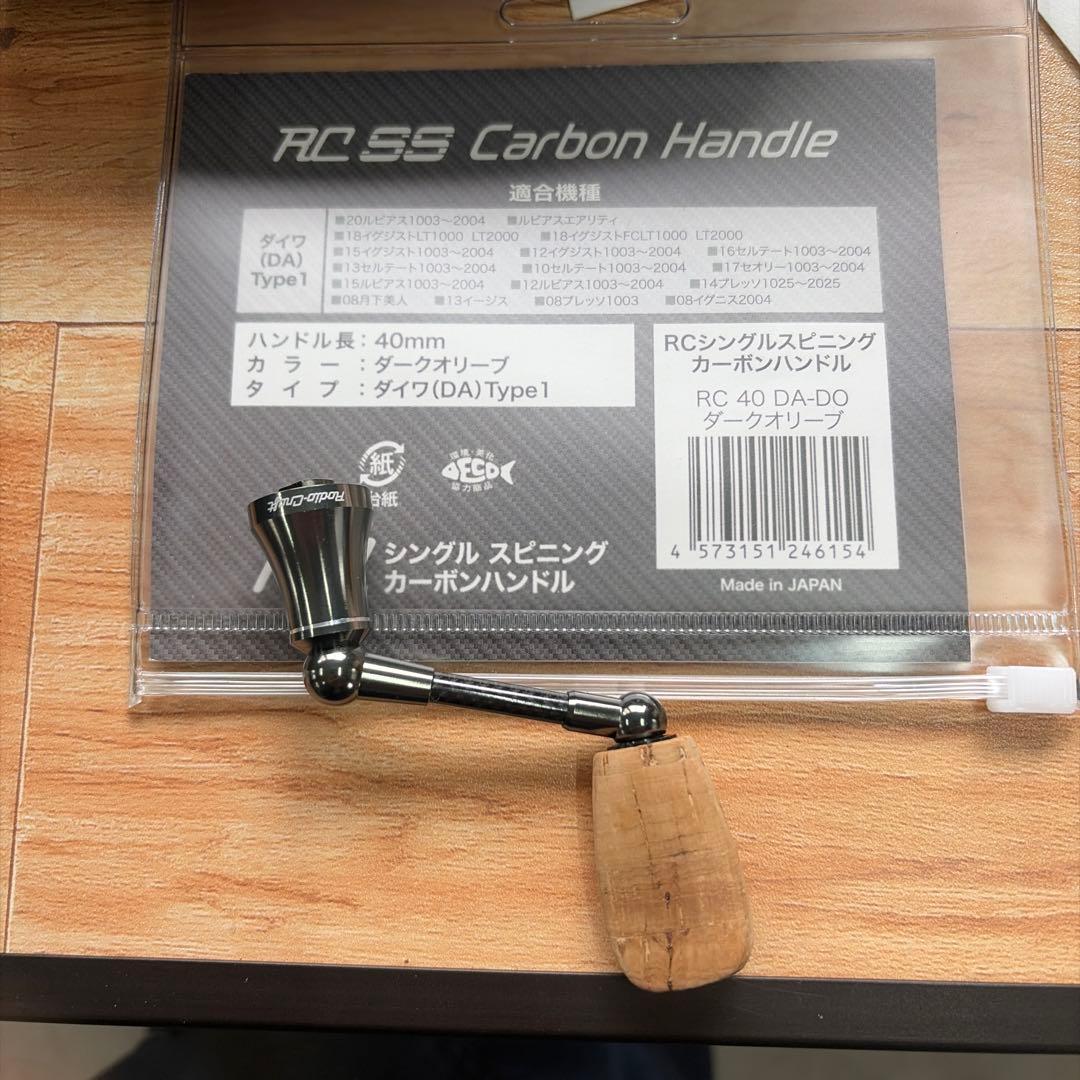 RC SS Carbon Handle
適合機種
ダイワ
(DA)
Type1
■20ルビアス1003〜2004 ■ルビアスエアリティ
■18イグジストLT1000 LT2000 ■18イグジストFCLT1000 LT2000
■15イグジスト1003〜2004 ■12イグジスト1003〜2004 ■16セルテート1003〜2004
■13セルテート1003〜2004 ■10セルテート1003〜2004 ■17セオリー1003〜2004
■15ルビアス1003〜2004 ■12ルビアス1003〜2004 ■14プレッソ1025〜2025
■08月下美人 ■13イージス ■08プレッソ1003 ■08イグニス2004
ハンドル長：40mm
カラー：ダークオリーブ
タイプ：ダイワ(DA)Type1
RCシングルスピニング
カーボンハンドル
RC 40 DA-DO
ダークオリーブ
4 573151 246154
Made in JAPAN
紙
台紙
環境・美化
ECO
協力商品
シングル スピニング
カーボンハンドル
Rodio Craft